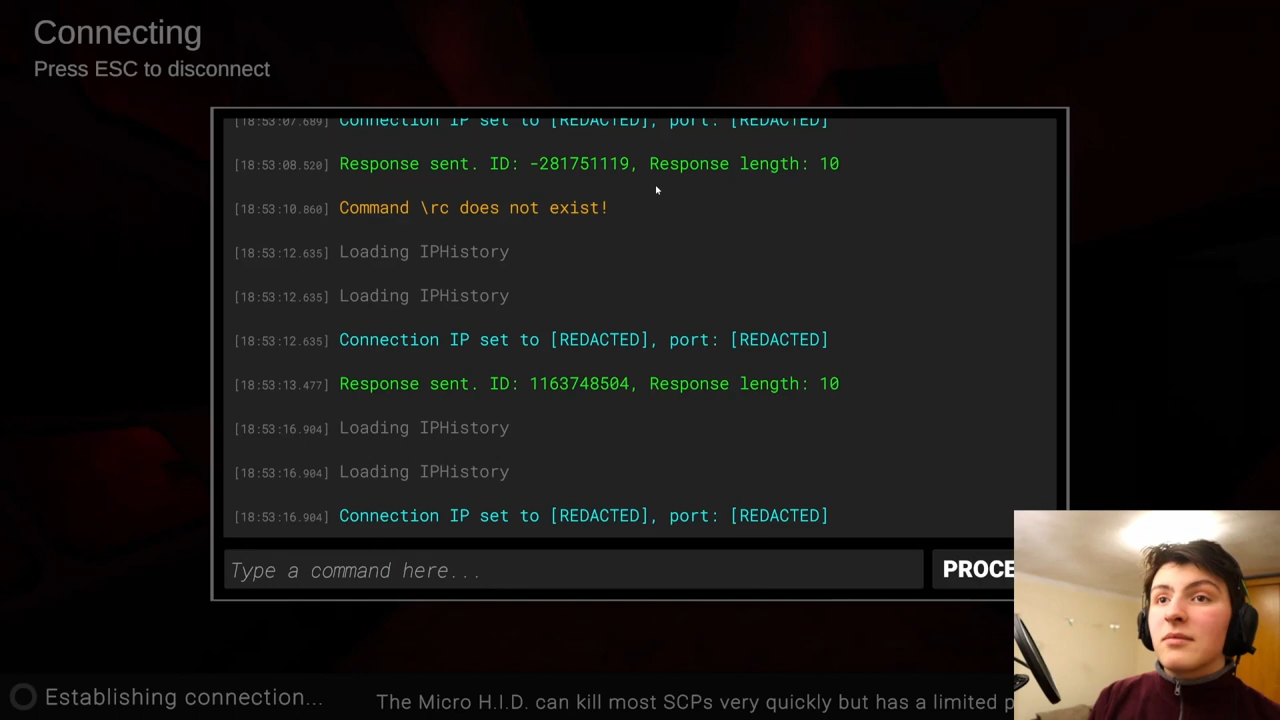 Connecting
Press ESC to disconnect
[18:53:07.689] Connection IP set to [REDACTED], port: [REDACTED]
[18:53:08.520] Response sent. ID: -281751119, Response length: 10
[18:53:10.860] Command \rc does not exist!
[18:53:12.635] Loading IPHistory
[18:53:12.635] Loading IPHistory
[18:53:12.635] Connection IP set to [REDACTED], port: [REDACTED]
[18:53:13.477] Response sent. ID: 1163748504, Response length: 10
[18:53:16.904] Loading IPHistory
[18:53:16.904] Loading IPHistory
[18:53:16.904] Connection IP set to [REDACTED], port: [REDACTED]
Type a command here...
PROCE
Establishing connection...
The Micro H.I.D. can kill most SCPs very quickly but has a limited p